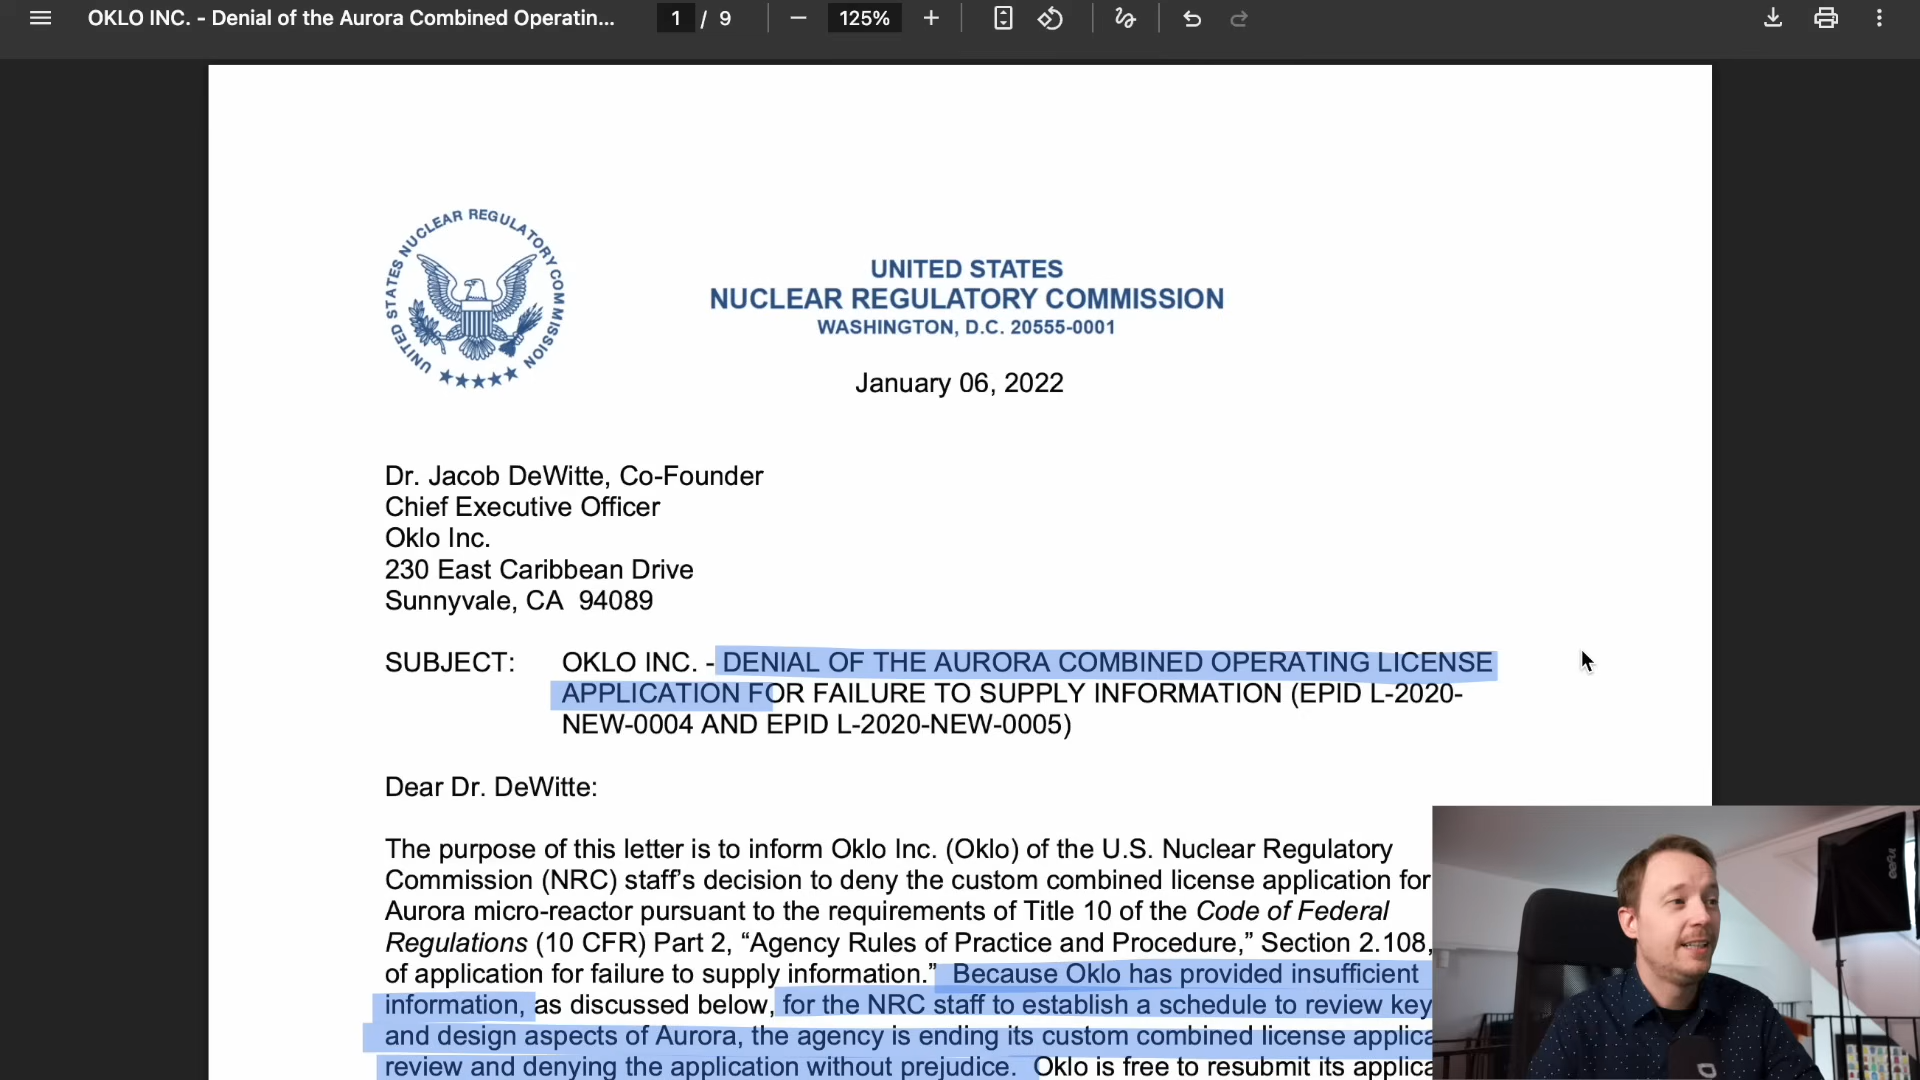 OKLO INC. - Denial of the Aurora Combined Operatin...
1 / 9
125%
UNITED STATES NUCLEAR REGULATORY COMMISSION
UNITED STATES
NUCLEAR REGULATORY COMMISSION
WASHINGTON, D.C. 20555-0001
January 06, 2022
Dr. Jacob DeWitte, Co-Founder
Chief Executive Officer
Oklo Inc.
230 East Caribbean Drive
Sunnyvale, CA 94089
SUBJECT: OKLO INC. - DENIAL OF THE AURORA COMBINED OPERATING LICENSE
APPLICATION FOR FAILURE TO SUPPLY INFORMATION (EPID L-2020-
NEW-0004 AND EPID L-2020-NEW-0005)
Dear Dr. DeWitte:
The purpose of this letter is to inform Oklo Inc. (Oklo) of the U.S. Nuclear Regulatory
Commission (NRC) staff's decision to deny the custom combined license application for
Aurora micro-reactor pursuant to the requirements of Title 10 of the Code of Federal
Regulations (10 CFR) Part 2, “Agency Rules of Practice and Procedure,” Section 2.108,
of application for failure to supply information.” Because Oklo has provided insufficient
information, as discussed below, for the NRC staff to establish a schedule to review key
and design aspects of Aurora, the agency is ending its custom combined license applica
review and denying the application without prejudice. Oklo is free to resubmit its applica